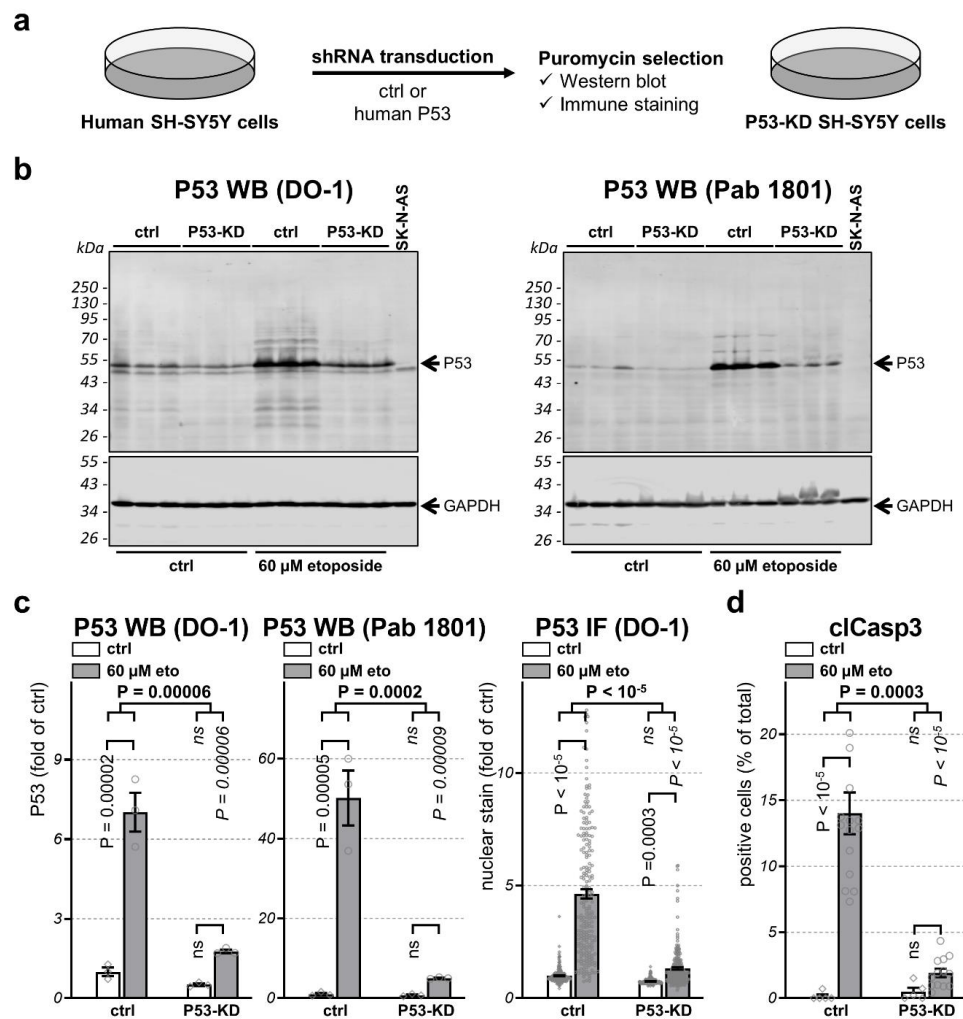 a
shRNA transduction
ctrl or
human P53
Puromycin selection
✓ Western blot
✓ Immune staining
Human SH-SY5Y cells
P53-KD SH-SY5Y cells
b
P53 WB (DO-1)
ctrl P53-KD ctrl P53-KD SK-N-AS
kDa
250 -
130 -
95 -
70 -
55 -
43 -
34 -
26 -
P53
55 -
43 -
34 -
26 -
GAPDH
ctrl 60 µM etoposide
P53 WB (Pab 1801)
ctrl P53-KD ctrl P53-KD SK-N-AS
kDa
250 -
130 -
95 -
70 -
55 -
43 -
34 -
26 -
P53
55 -
43 -
34 -
26 -
GAPDH
ctrl 60 µM etoposide
c
P53 WB (DO-1)
ctrl
60 µM eto
P = 0.00006
P53 (fold of ctrl)
9
6
3
0
P = 0.00002
ns
P = 0.00006
ns
ctrl P53-KD
P53 WB (Pab 1801)
ctrl
60 µM eto
P = 0.0002
60
40
20
0
P = 0.00005
ns
P = 0.00009
ns
ctrl P53-KD
P53 IF (DO-1)
ctrl
60 µM eto
P < 10-5
nuclear stain (fold of ctrl)
10
5
0
P < 10-5
ns
P < 10-5
P =0.0003
ctrl P53-KD
d
clCasp3
ctrl
60 µM eto
P = 0.0003
positive cells (% of total)
20
15
10
5
0
P < 10-5
ns
P < 10-5
ns
ctrl P53-KD